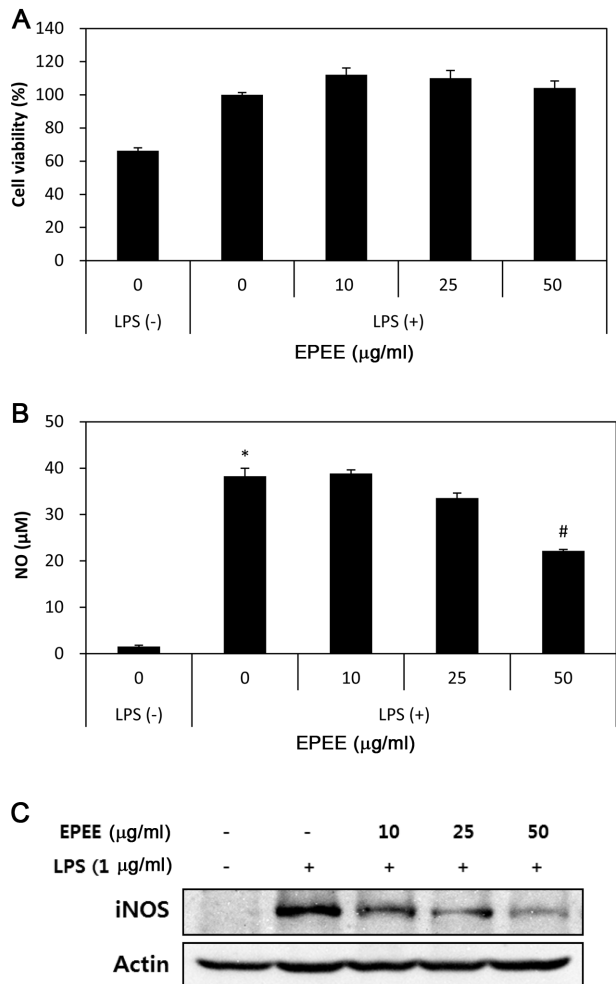 A
Cell viability (%)
140
120
100
80
60
40
20
0
0 0 10 25 50
LPS (-) LPS (+)
EPEE (μg/ml)
B
NO (μM)
50
40
30
20
10
0
*
#
0 0 10 25 50
LPS (-) LPS (+)
EPEE (μg/ml)
C
EPEE (μg/ml) - - 10 25 50
LPS (1 μg/ml) - + + + +
iNOS
Actin